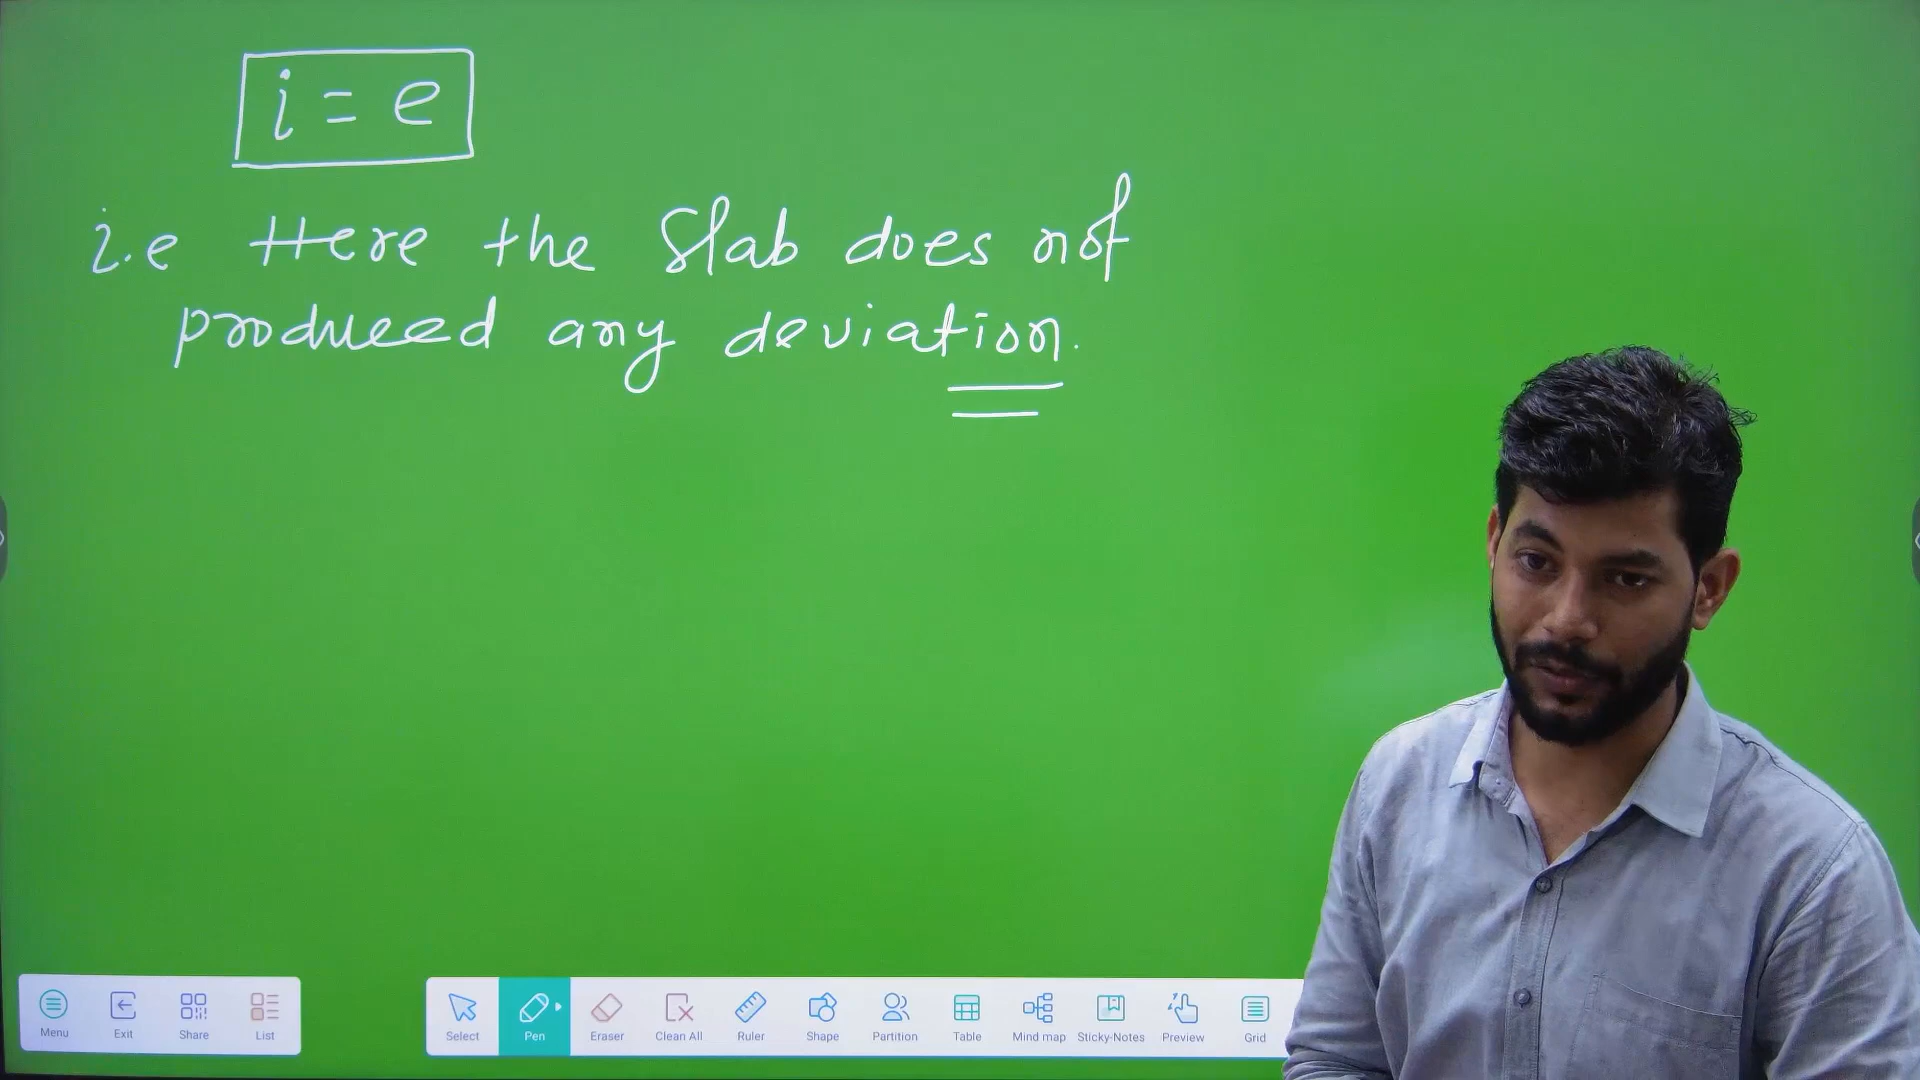 i = e
i.e Here the Slab does not
produced any deviation.
Menu Exit Share List Select Pen Eraser Clean All Ruler Shape Partition Table Mind map Sticky-Notes Preview Grid